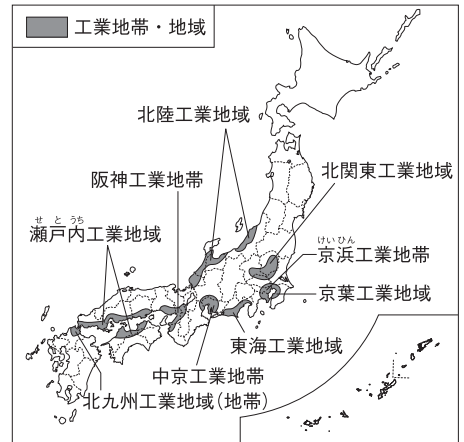 工業地帯・地域
北陸工業地域
阪神工業地帯
北関東工業地域
せ と うち
瀬戸内工業地域
けいひん
京浜工業地帯
京葉工業地域
東海工業地域
中京工業地帯
北九州工業地域(地帯)